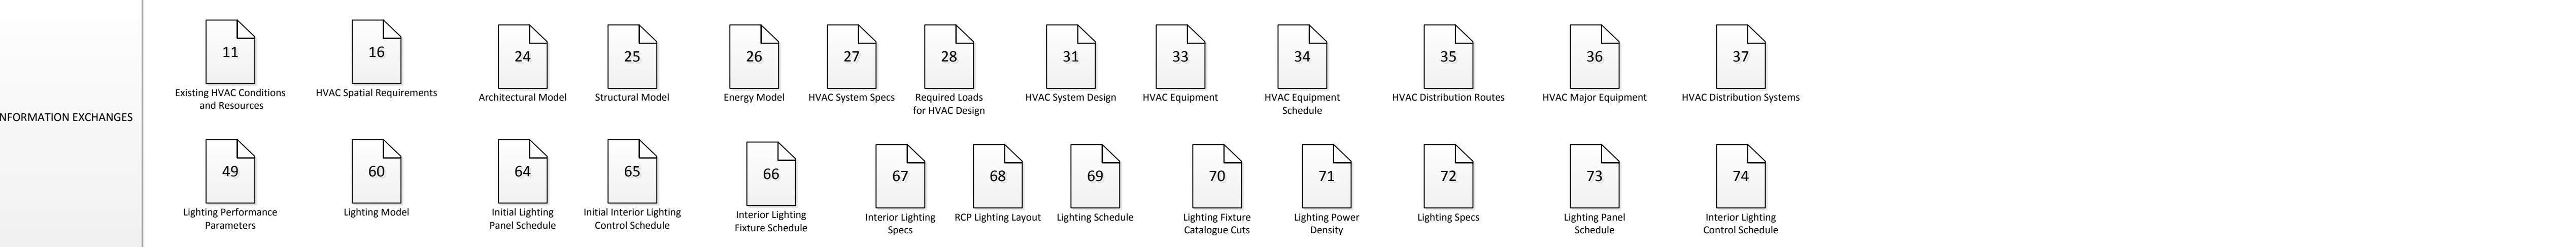 NFORMATION EXCHANGES
11
Existing HVAC Conditions
and Resources
16
HVAC Spatial Requirements
24
Architectural Model
25
Structural Model
26
Energy Model
27
HVAC System Specs
28
Required Loads
for HVAC Design
31
HVAC System Design
33
HVAC Equipment
34
HVAC Equipment
Schedule
35
HVAC Distribution Routes
36
HVAC Major Equipment
37
HVAC Distribution Systems
49
Lighting Performance
Parameters
60
Lighting Model
64
Initial Lighting
Panel Schedule
65
Initial Interior Lighting
Control Schedule
66
Interior Lighting
Fixture Schedule
67
Interior Lighting
Specs
68
RCP Lighting Layout
69
Lighting Schedule
70
Lighting Fixture
Catalogue Cuts
71
Lighting Power
Density
72
Lighting Specs
73
Lighting Panel
Schedule
74
Interior Lighting
Control Schedule